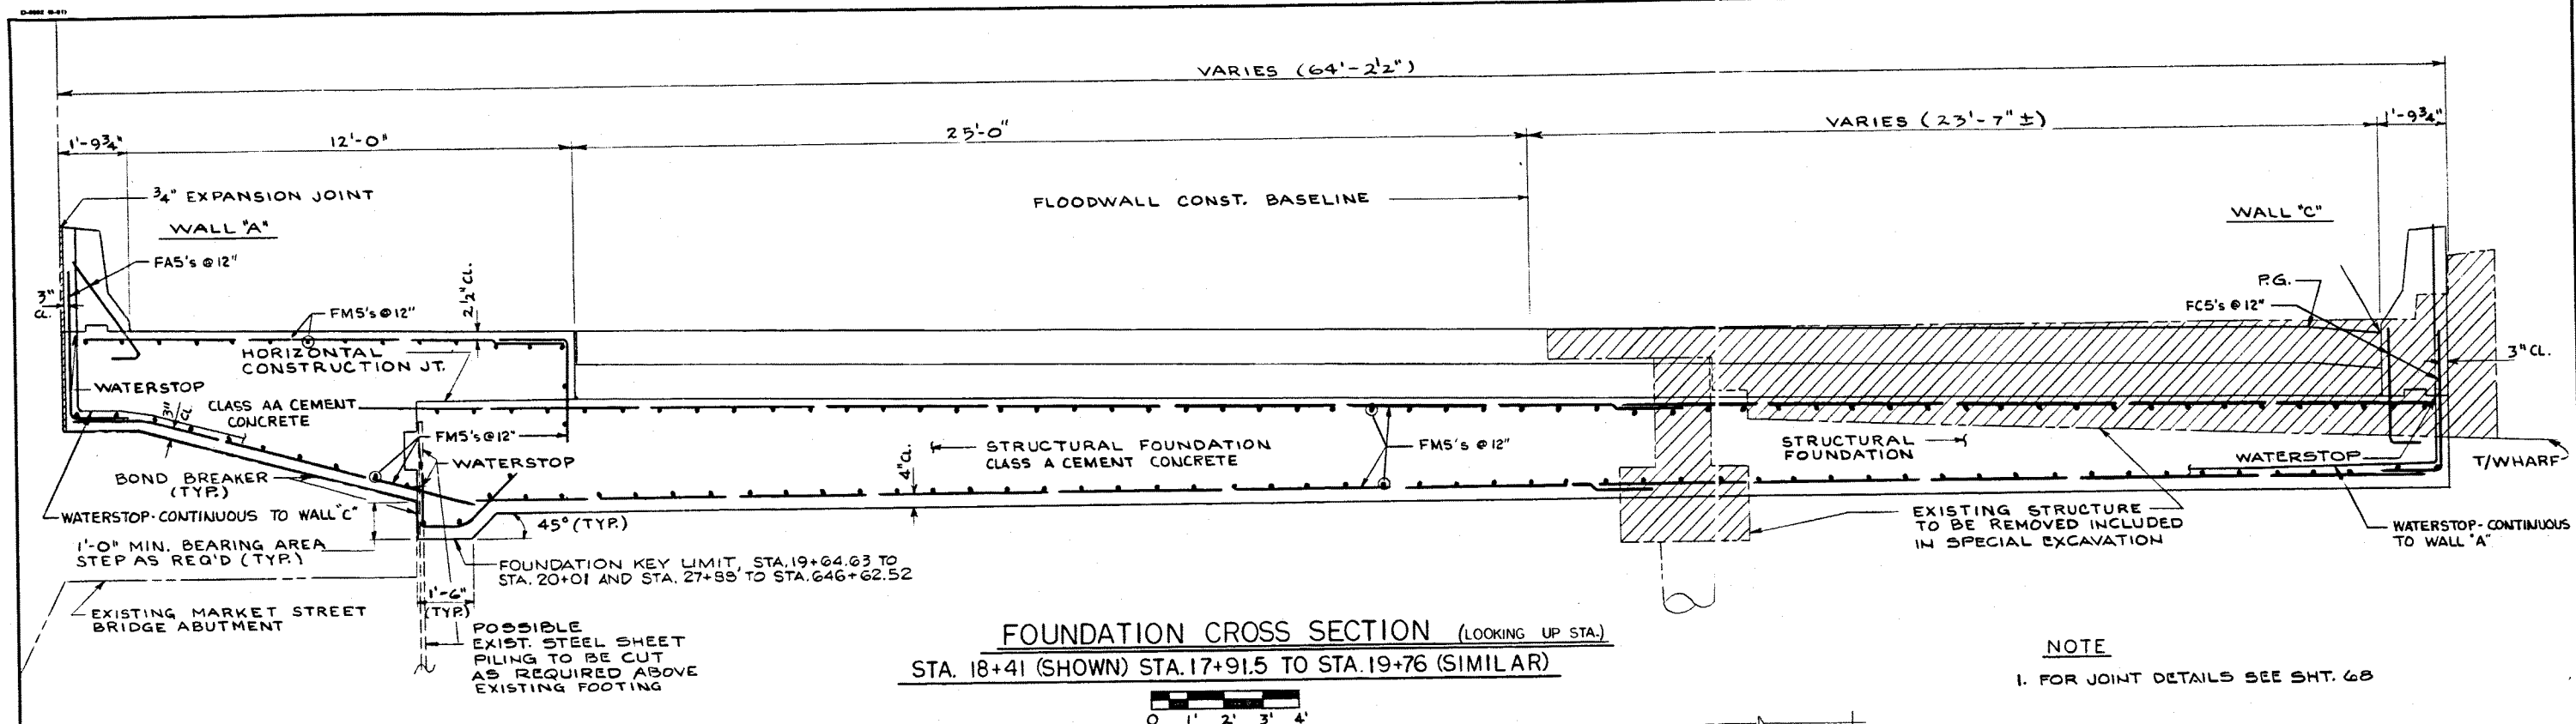 VARIES (64'-2½")
1'-9¾"
12'-0"
25'-0"
VARIES (23'-7" ±)
1'-9¾"
¾" EXPANSION JOINT
WALL "A"
FLOODWALL CONST. BASELINE
WALL "C"
FA5's @ 12"
3"
CL.
FM5's @ 12"
2½" CL.
P.G.
FC5's @ 12"
3" CL.
HORIZONTAL
CONSTRUCTION JT.
WATERSTOP
CLASS AA CEMENT
CONCRETE
3"
CL.
FM5's @ 12"
WATERSTOP
STRUCTURAL FOUNDATION
CLASS A CEMENT CONCRETE
4" CL.
FM5's @ 12"
STRUCTURAL
FOUNDATION
WATERSTOP
T/WHARF
BOND BREAKER
(TYP.)
WATERSTOP-CONTINUOUS TO WALL "C"
45° (TYP.)
1'-0" MIN. BEARING AREA
STEP AS REQ'D (TYP.)
FOUNDATION KEY LIMIT, STA. 19+64.63 TO
STA. 20+01 AND STA. 27+88 TO STA. 646+62.52
EXISTING STRUCTURE
TO BE REMOVED INCLUDED
IN SPECIAL EXCAVATION
WATERSTOP-CONTINUOUS
TO WALL "A"
1'-6"
(TYP.)
EXISTING MARKET STREET
BRIDGE ABUTMENT
POSSIBLE
EXIST. STEEL SHEET
PILING TO BE CUT
AS REQUIRED ABOVE
EXISTING FOOTING
FOUNDATION CROSS SECTION (LOOKING UP STA.)
STA. 18+41 (SHOWN) STA. 17+91.5 TO STA. 19+76 (SIMILAR)
0 1' 2' 3' 4'
NOTE
1. FOR JOINT DETAILS SEE SHT. 68